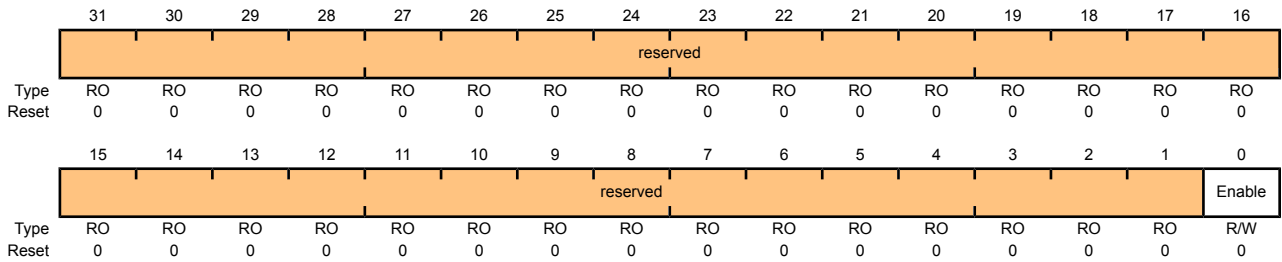 31 30 29 28 27 26 25 24 23 22 21 20 19 18 17 16
reserved
Type RO RO RO RO RO RO RO RO RO RO RO RO RO RO RO RO
Reset 0 0 0 0 0 0 0 0 0 0 0 0 0 0 0 0
15 14 13 12 11 10 9 8 7 6 5 4 3 2 1 0
reserved Enable
Type RO RO RO RO RO RO RO RO RO RO RO RO RO RO RO R/W
Reset 0 0 0 0 0 0 0 0 0 0 0 0 0 0 0 0